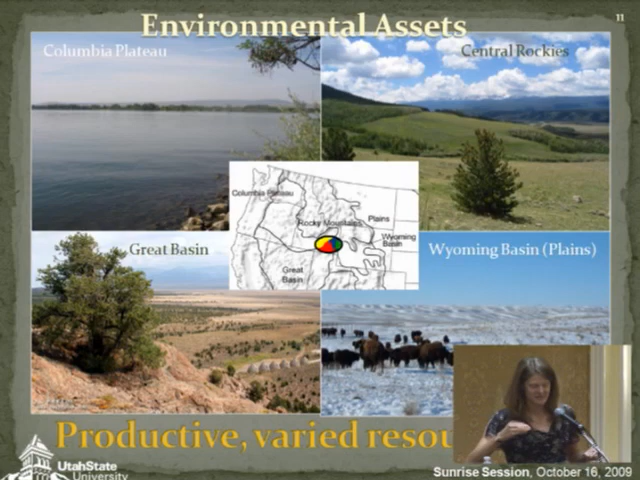 Environmental Assets
11
Columbia Plateau
Central Rockies
Columbia Plateau
Rocky Mountains
Plains
Wyoming
Basin
Great
Basin
Great Basin
Wyoming Basin (Plains)
Productive, varied resou
UtahState
University
Sunrise Session, October 16, 2009